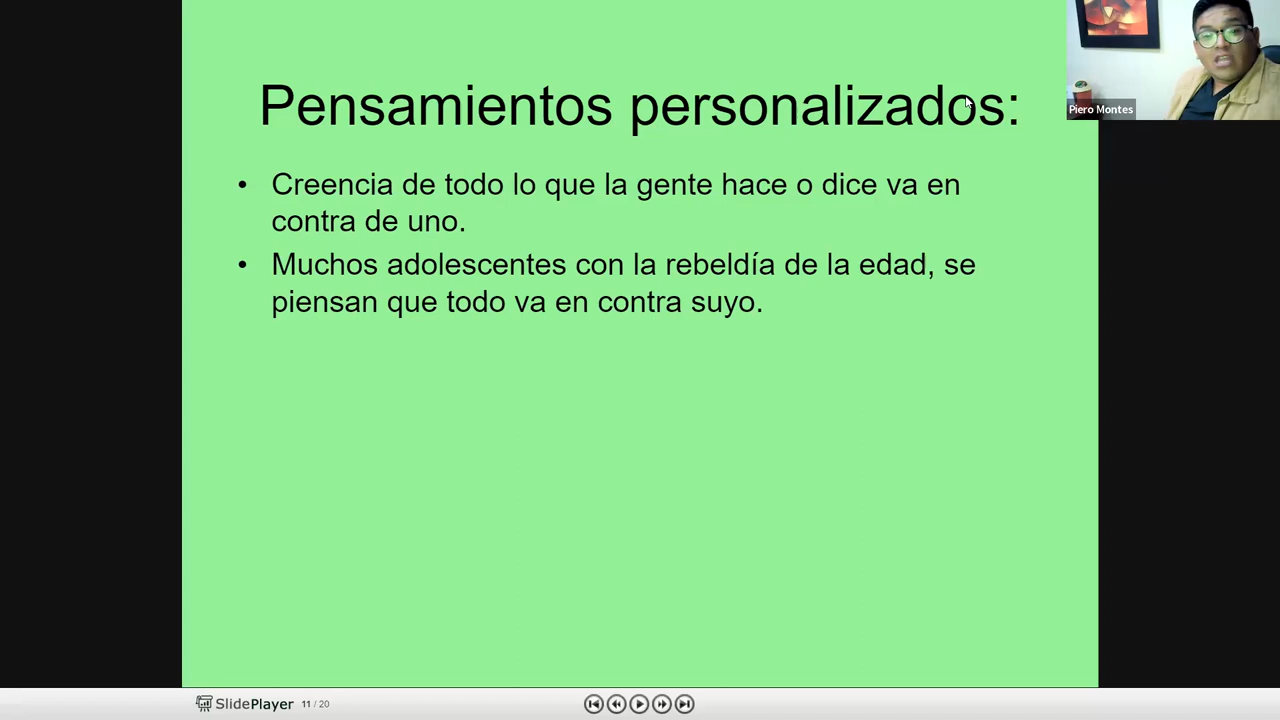 Pensamientos personalizados:
Piero Montes
• Creencia de todo lo que la gente hace o dice va en
contra de uno.
• Muchos adolescentes con la rebeldía de la edad, se
piensan que todo va en contra suyo.
SlidePlayer 11 / 20